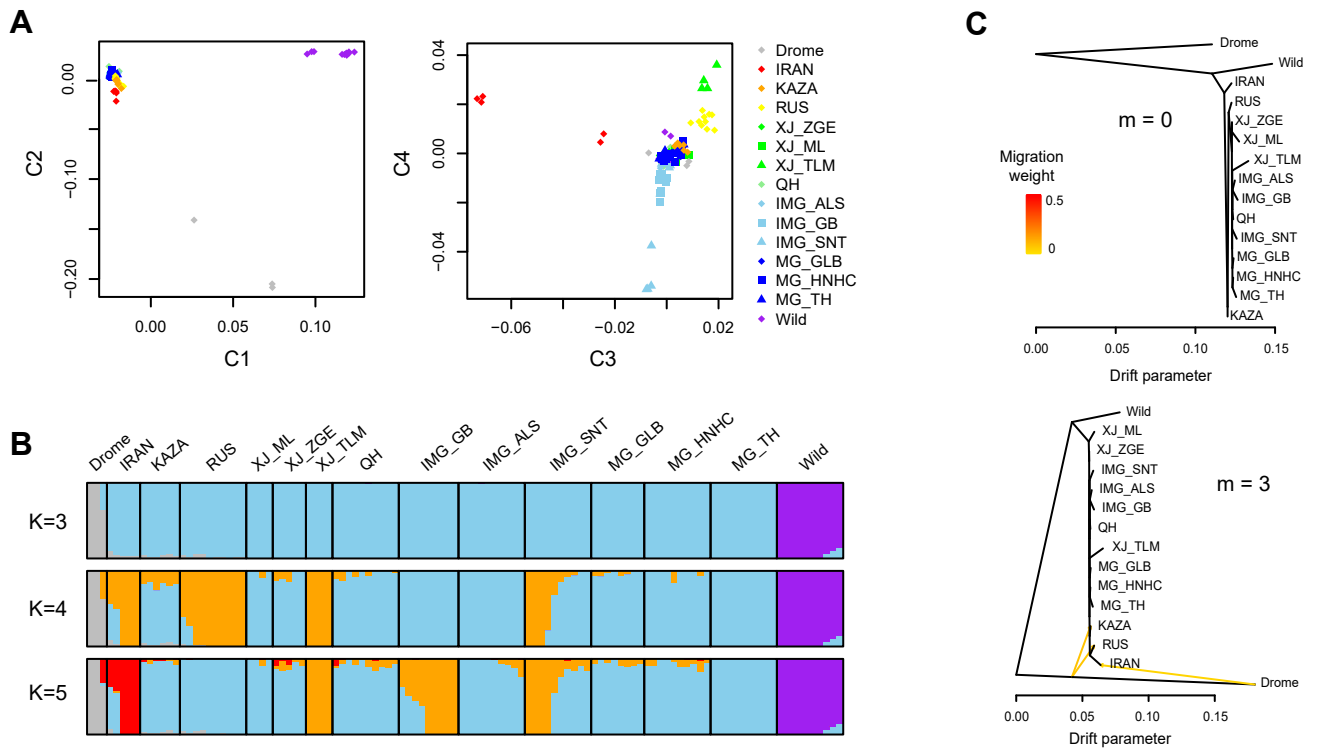 A
C2
0.00
−0.10
−0.20
0.00
0.05
0.10
C1
C4
0.04
0.00
−0.04
−0.06
−0.02
0.02
C3
Drome
IRAN
KAZA
RUS
XJ_ZGE
XJ_ML
XJ_TLM
QH
IMG_ALS
IMG_GB
IMG_SNT
MG_GLB
MG_HNHC
MG_TH
Wild
B
Drome
IRAN
KAZA
RUS
XJ_ML
XJ_ZGE
XJ_TLM
QH
IMG_GB
IMG_ALS
IMG_SNT
MG_GLB
MG_HNHC
MG_TH
Wild
K=3
K=4
K=5
C
Drome
Wild
IRAN
RUS
XJ_ZGE
XJ_ML
XJ_TLM
IMG_ALS
IMG_GB
QH
IMG_SNT
MG_GLB
MG_HNHC
MG_TH
KAZA
m = 0
Migration
weight
0.5
0
0.00
0.05
0.10
0.15
Drift parameter
Wild
XJ_ML
XJ_ZGE
IMG_SNT
IMG_ALS
IMG_GB
QH
XJ_TLM
MG_GLB
MG_HNHC
MG_TH
KAZA
RUS
IRAN
Drome
m = 3
0.00
0.05
0.10
0.15
Drift parameter